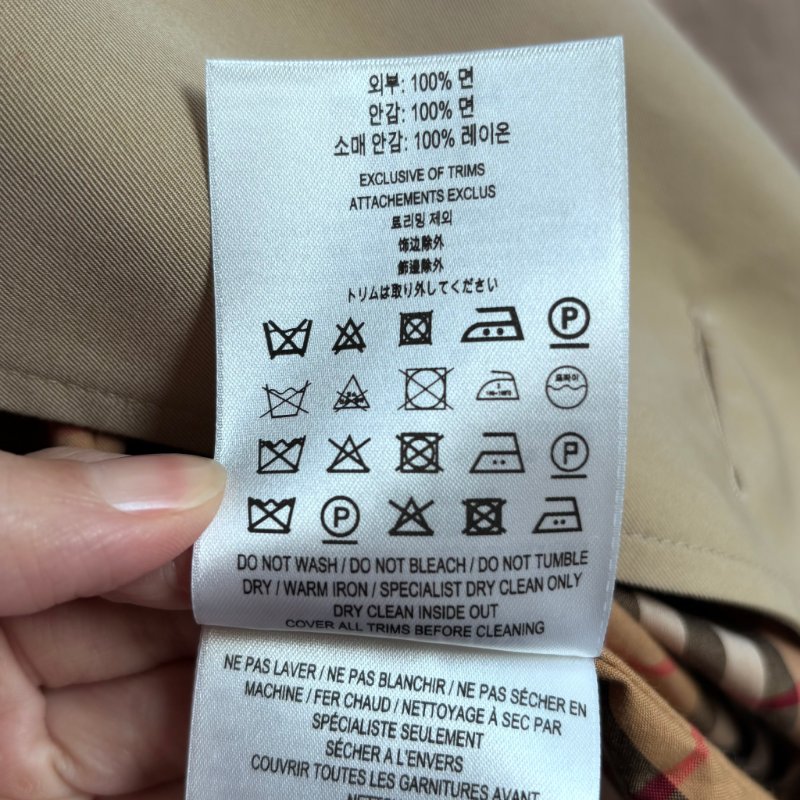 외부: 100% 면
안감: 100% 면
소매 안감: 100% 레이온
EXCLUSIVE OF TRIMS
ATTACHEMENTS EXCLUS
트리밍 제외
饰边除外
飾邊除外
トリムは取り外してください
P
드라이
P
P
DO NOT WASH / DO NOT BLEACH / DO NOT TUMBLE
DRY / WARM IRON / SPECIALIST DRY CLEAN ONLY
DRY CLEAN INSIDE OUT
COVER ALL TRIMS BEFORE CLEANING
NE PAS LAVER / NE PAS BLANCHIR / NE PAS SÉCHER EN
MACHINE / FER CHAUD / NETTOYAGE À SEC PAR
SPÉCIALISTE SEULEMENT
SÉCHER A L'ENVERS
COUVRIR TOUTES LES GARNITURES AVANT
NETTOYAGE